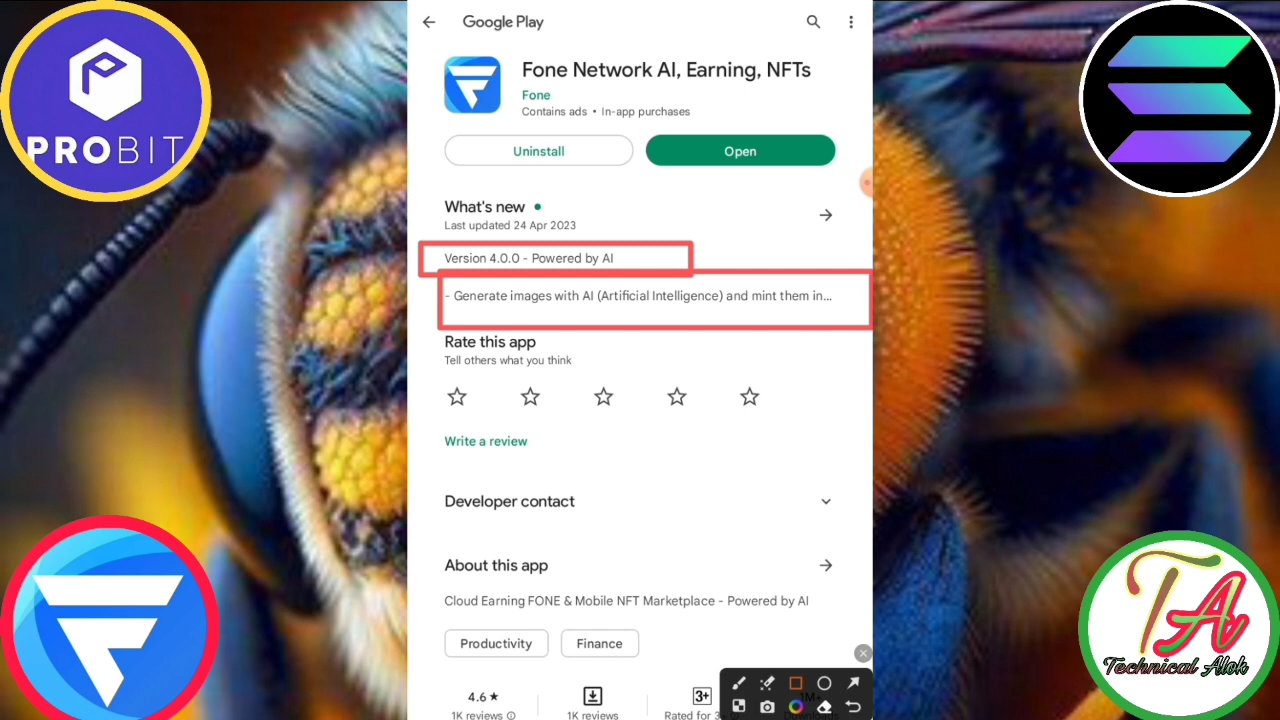 PROBIT
Google Play
Fone Network AI, Earning, NFTs
Fone
Contains ads • In-app purchases
Uninstall
Open
What's new
Last updated 24 Apr 2023
Version 4.0.0 - Powered by AI
- Generate images with AI (Artificial Intelligence) and mint them in...
Rate this app
Tell others what you think
Write a review
Developer contact
About this app
Cloud Earning FONE & Mobile NFT Marketplace - Powered by AI
Productivity
Finance
4.6★
3+
1K reviews
1K reviews
Rated for 3
TA
Technical Alok